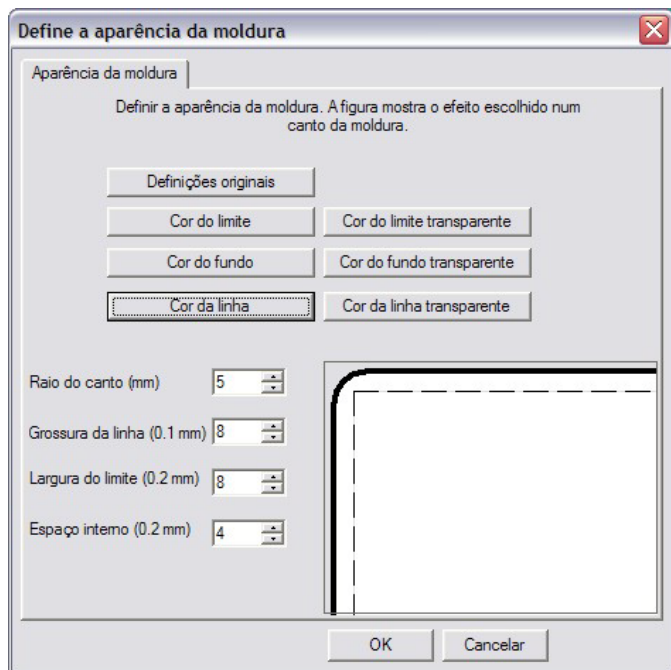 Define a aparência da moldura
Aparência da moldura
Definir a aparência da moldura. A figura mostra o efeito escolhido num
canto da moldura.
Definições originais
Cor do limite
Cor do limite transparente
Cor do fundo
Cor do fundo transparente
Cor da linha
Cor da linha transparente
Raio do canto (mm)
5
Grossura da linha (0.1 mm)
8
Largura do limite (0.2 mm)
8
Espaço interno (0.2 mm)
4
OK
Cancelar